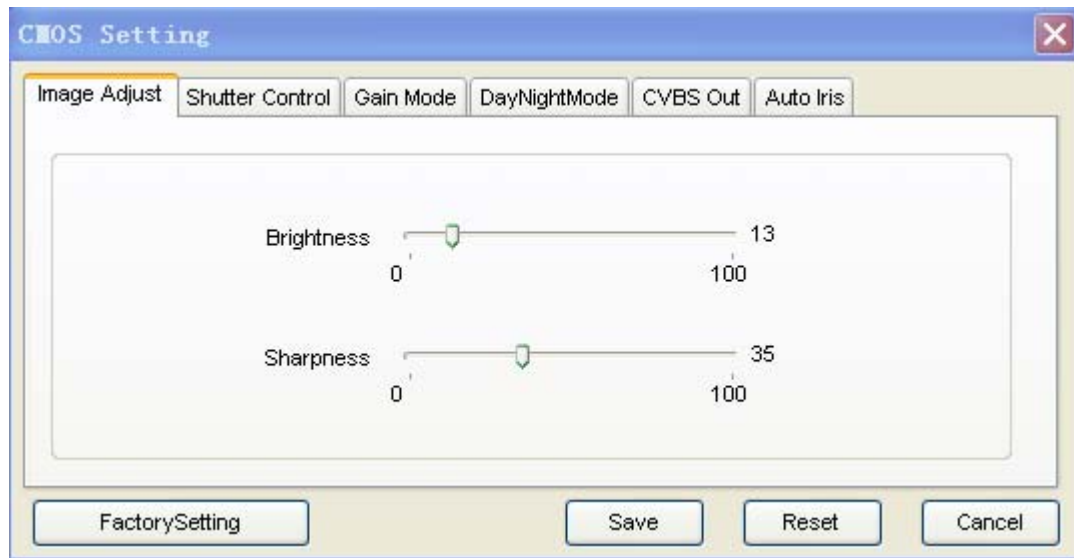 CMOS Setting
Image Adjust Shutter Control Gain Mode DayNightMode CVBS Out Auto Iris
Brightness 13
0 100
Sharpness 35
0 100
FactorySetting Save Reset Cancel